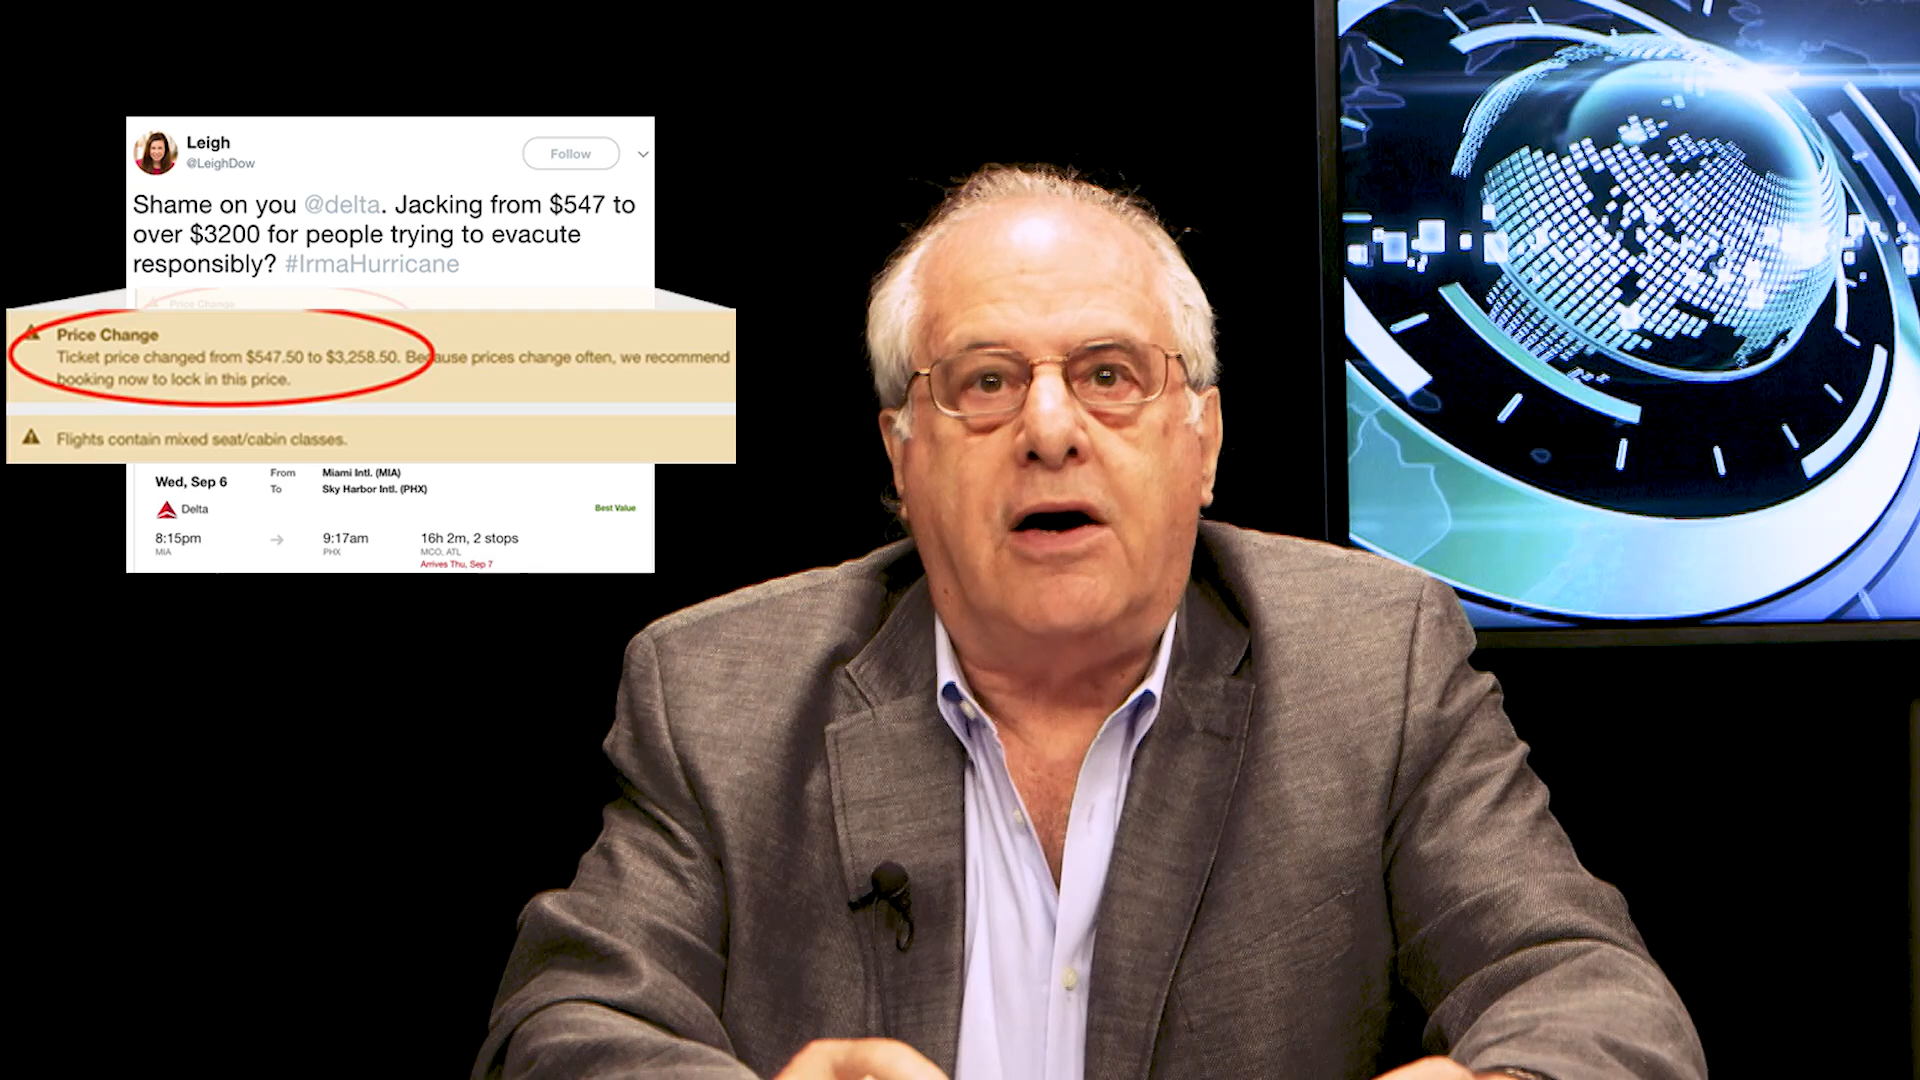 Leigh
@LeighDow
Follow
Shame on you @delta. Jacking from $547 to
over $3200 for people trying to evacute
responsibly? #IrmaHurricane
Price Change
Price Change
Ticket price changed from $547.50 to $3,258.50. Because prices change often, we recommend
booking now to lock in this price.
Flights contain mixed seat/cabin classes.
Wed, Sep 6
From Miami Intl. (MIA)
To Sky Harbor Intl. (PHX)
Delta
Best Value
8:15pm → 9:17am 16h 2m, 2 stops
MIA PHX MCO, ATL
Arrives Thu, Sep 7